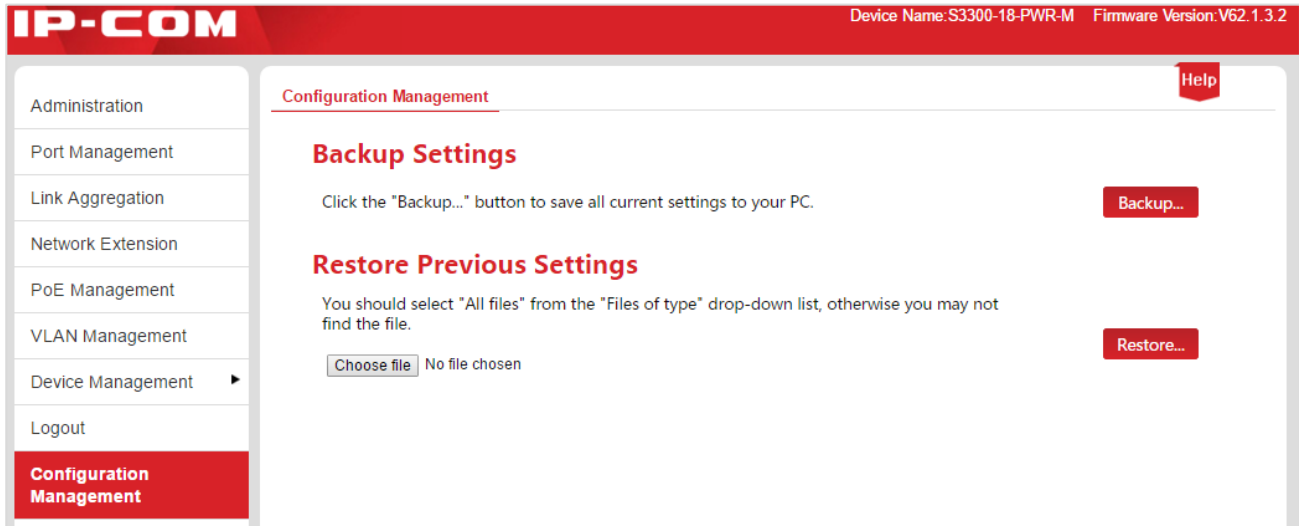 IP-COM
Device Name:S3300-18-PWR-M Firmware Version:V62.1.3.2
Help
Administration
Port Management
Link Aggregation
Network Extension
PoE Management
VLAN Management
Device Management
Logout
Configuration
Management
Configuration Management
Backup Settings
Click the "Backup..." button to save all current settings to your PC.
Backup...
Restore Previous Settings
You should select "All files" from the "Files of type" drop-down list, otherwise you may not
find the file.
Restore...
Choose file No file chosen